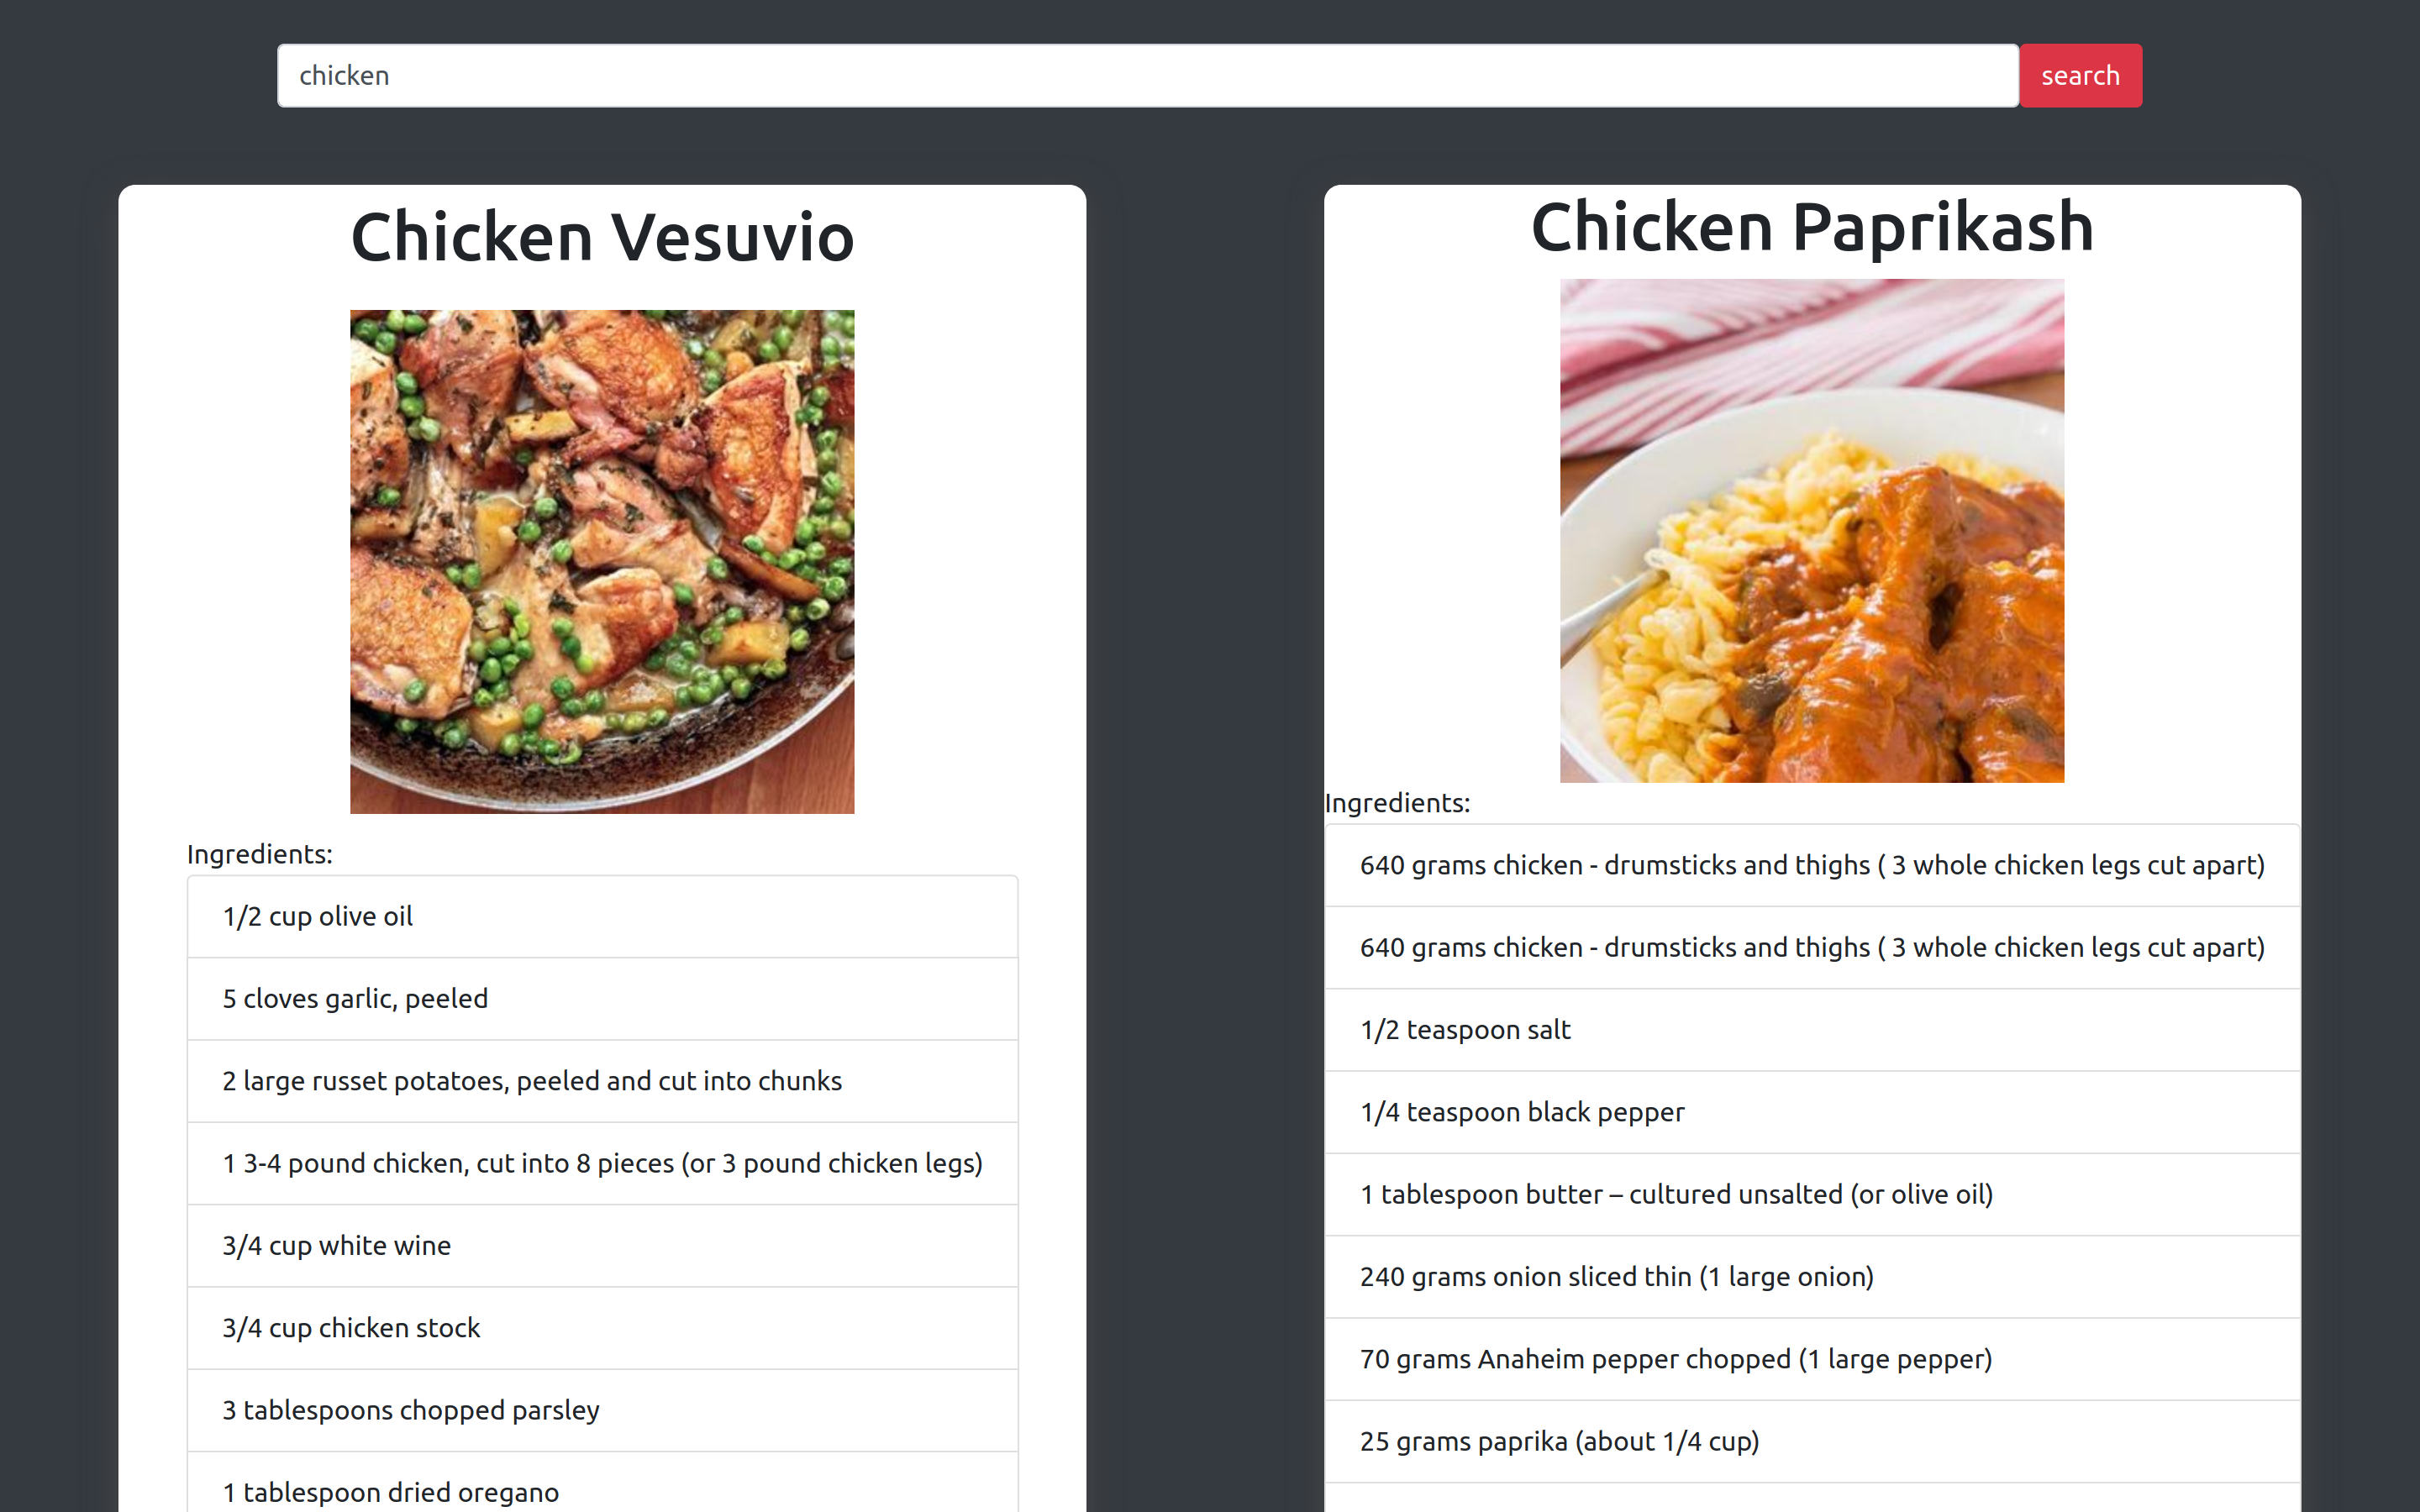 chicken
search
Chicken Vesuvio
Ingredients:
1/2 cup olive oil
5 cloves garlic, peeled
2 large russet potatoes, peeled and cut into chunks
1 3-4 pound chicken, cut into 8 pieces (or 3 pound chicken legs)
3/4 cup white wine
3/4 cup chicken stock
3 tablespoons chopped parsley
1 tablespoon dried oregano
Chicken Paprikash
Ingredients:
640 grams chicken - drumsticks and thighs ( 3 whole chicken legs cut apart)
640 grams chicken - drumsticks and thighs ( 3 whole chicken legs cut apart)
1/2 teaspoon salt
1/4 teaspoon black pepper
1 tablespoon butter – cultured unsalted (or olive oil)
240 grams onion sliced thin (1 large onion)
70 grams Anaheim pepper chopped (1 large pepper)
25 grams paprika (about 1/4 cup)